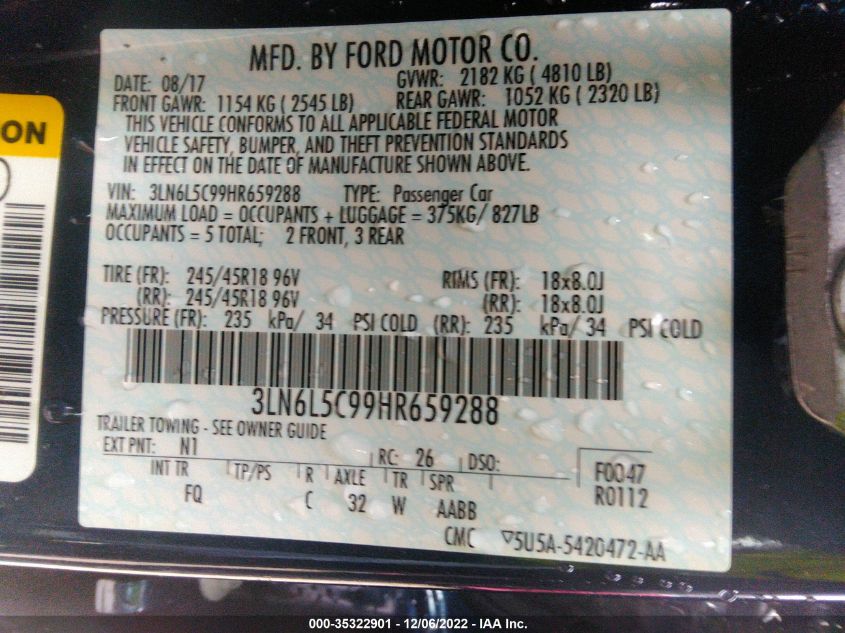 MFD. BY FORD MOTOR CO.
DATE: 08/17 GVWR: 2182 KG ( 4810 LB)
FRONT GAWR: 1154 KG ( 2545 LB) REAR GAWR: 1052 KG ( 2320 LB)
THIS VEHICLE CONFORMS TO ALL APPLICABLE FEDERAL MOTOR
VEHICLE SAFETY, BUMPER, AND THEFT PREVENTION STANDARDS
IN EFFECT ON THE DATE OF MANUFACTURE SHOWN ABOVE.
VIN: 3LN6L5C99HR659288 TYPE: Passenger Car
MAXIMUM LOAD = OCCUPANTS + LUGGAGE = 375KG/ 827LB
OCCUPANTS = 5 TOTAL; 2 FRONT, 3 REAR
TIRE (FR): 245/45R18 96V RIMS (FR): 18x8.0J
(RR): 245/45R18 96V (RR): 18x8.0J
PRESSURE (FR): 235 kPa/ 34 PSI COLD (RR): 235 kPa/ 34 PSI COLD
3LN6L5C99HR659288
TRAILER TOWING - SEE OWNER GUIDE
EXT PNT: N1 RC: 26 DSO:
INT TR TP/PS R AXLE TR SPR F0047
FQ C 32 W AABB R0112
CMC ▽5U5A-5420472-AA
ON
000-35322901 - 12/06/2022 - IAA Inc.